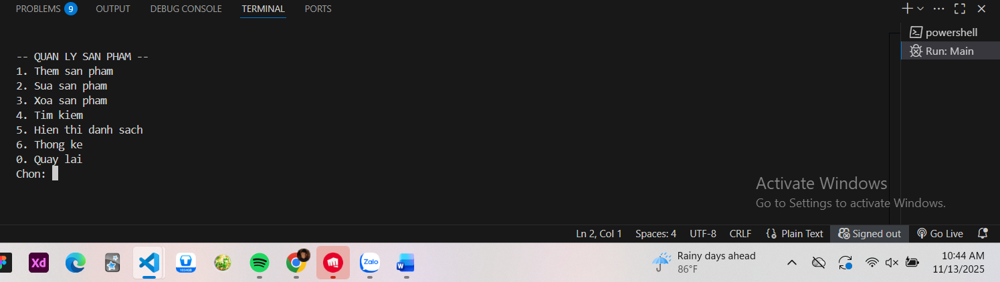 PROBLEMS 9 OUTPUT DEBUG CONSOLE TERMINAL PORTS
powershell
Run: Main
-- QUAN LY SAN PHAM --
1. Them san pham
2. Sua san pham
3. Xoa san pham
4. Tim kiem
5. Hien thi danh sach
6. Thong ke
0. Quay lai
Chon:
Activate Windows
Go to Settings to activate Windows.
Ln 2, Col 1 Spaces: 4 UTF-8 CRLF {} Plain Text Signed out Go Live
Xd
1024GB
Zalo
W
Rainy days ahead
86°F
10:44 AM
11/13/2025